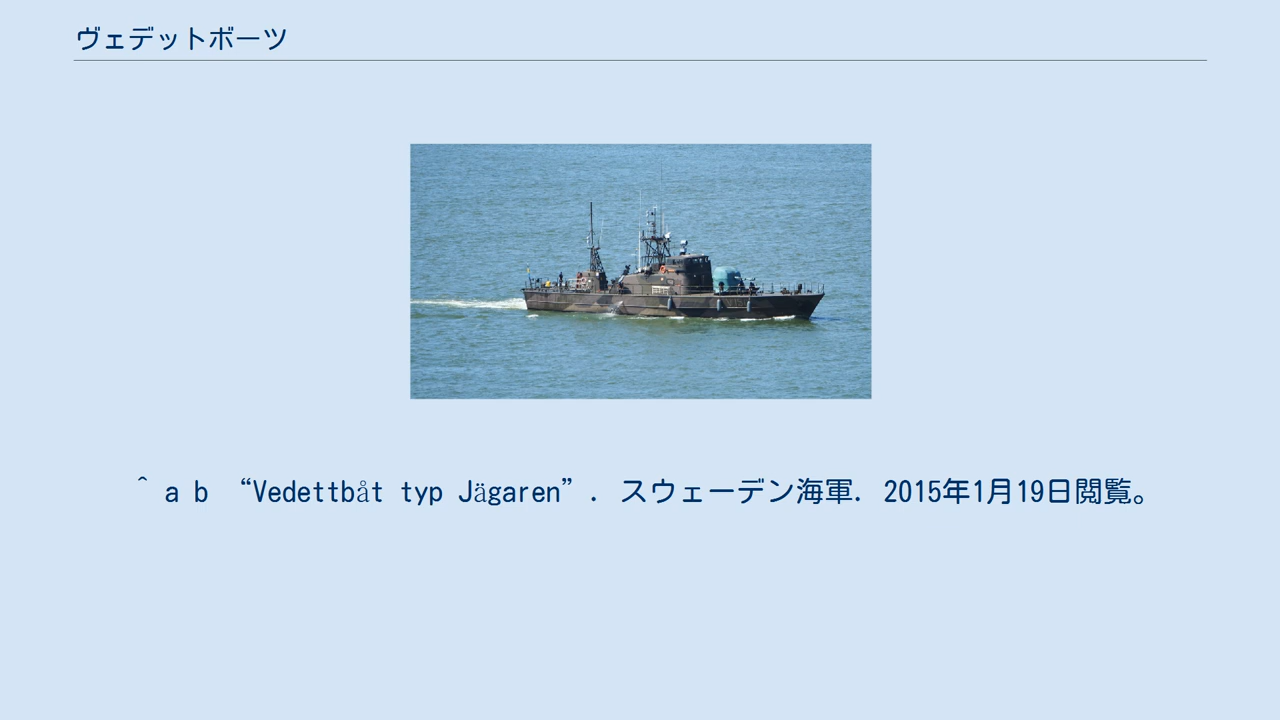 ヴェデットボーツ
^ a b “Vedettbåt typ Jägaren”. スウェーデン海軍. 2015年1月19日閲覧。